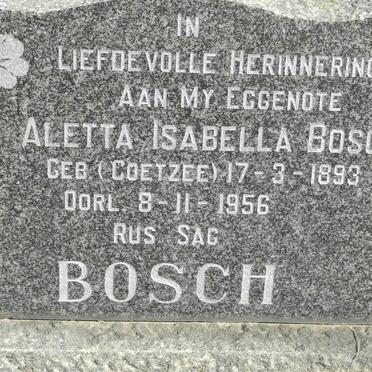 IN
LIEFDEVOLLE HERINNERING
AAN MY EGGENOTE
ALETTA ISABELLA BOSC
GEB (COETZEE) 17-3-1893
OORL 8-11-1956
RUS SAG
BOSCH